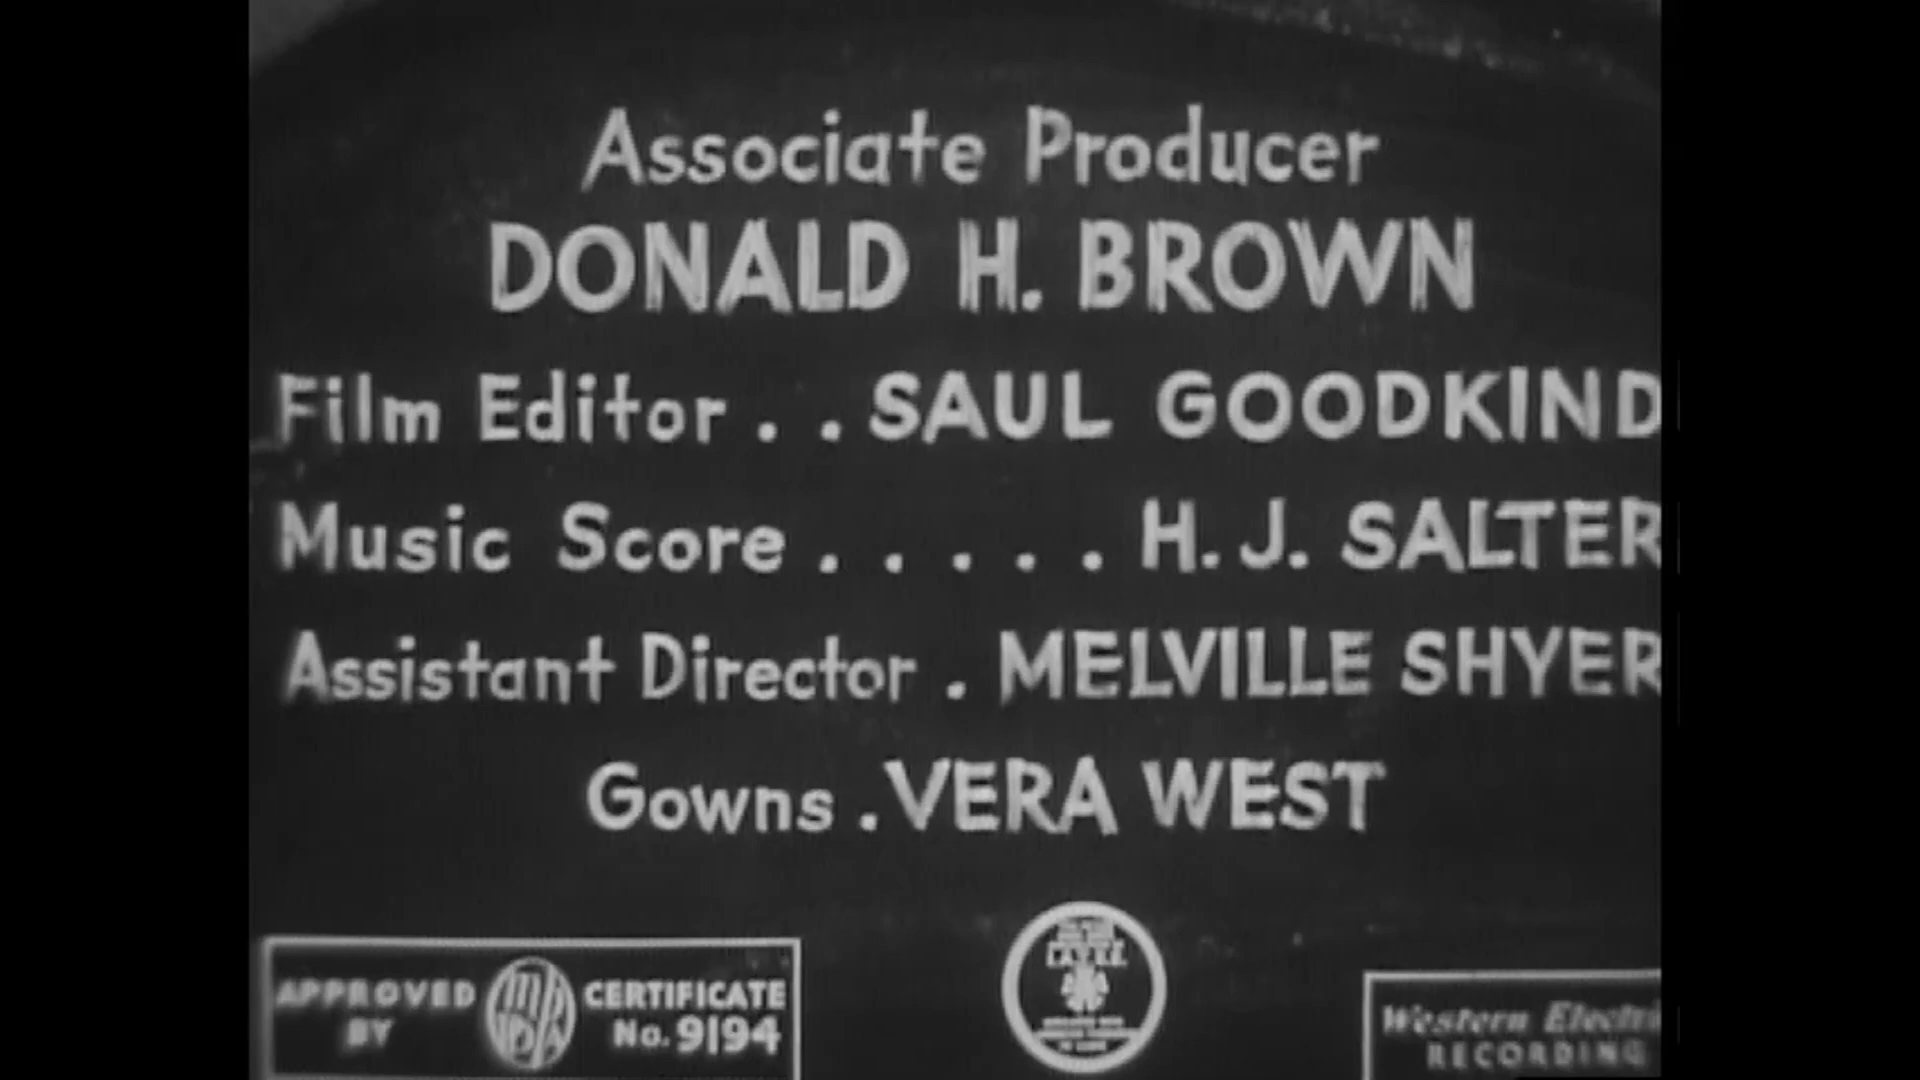 Associate Producer
DONALD H. BROWN
Film Editor . . SAUL GOODKIND
Music Score . . . . . H. J. SALTER
Assistant Director . MELVILLE SHYER
Gowns . VERA WEST
APPROVED BY
CERTIFICATE No. 9194
I.A.T.S.E.
Western Electri
RECORDING